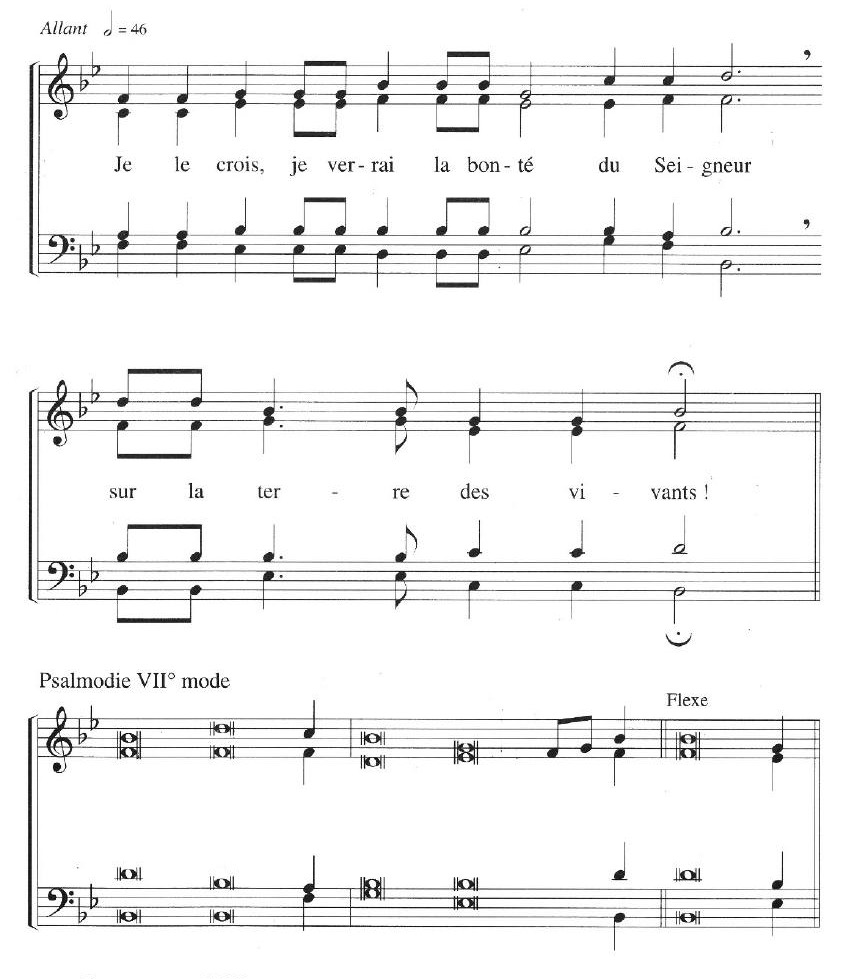 Allant 𝅗𝅥 = 46
Je le crois, je ver - rai la bon - té du Sei - gneur
sur la ter - re des vi - vants !
Psalmodie VII° mode
Flexe